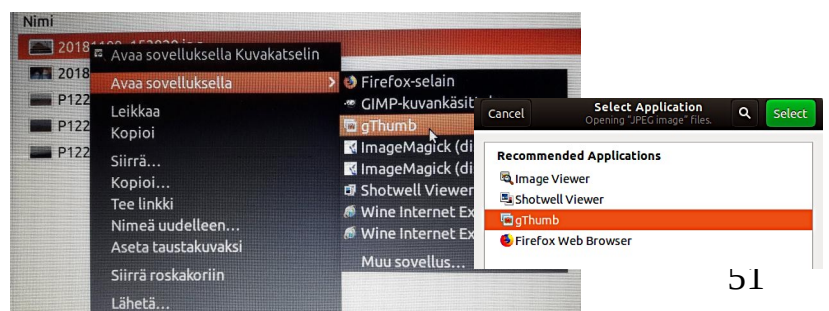 Nimi
2018
2018
P122
P122
P122
Avaa sovelluksella Kuvakatselin
Avaa sovelluksella
Leikkaa
Kopioi
Siirrä...
Kopioi...
Tee linkki
Nimeä uudelleen...
Aseta taustakuvaksi
Siirrä roskakoriin
Lähetä...
Firefox-selain
GIMP-kuvankäsit
gThumb
ImageMagick (di
ImageMagick (di
Shotwell Viewer
Wine Internet Ex
Wine Internet Ex
Muu sovellus...
Cancel
Select Application
Opening "JPEG image" files.
Select
Recommended Applications
Image Viewer
Shotwell Viewer
gThumb
Firefox Web Browser
51